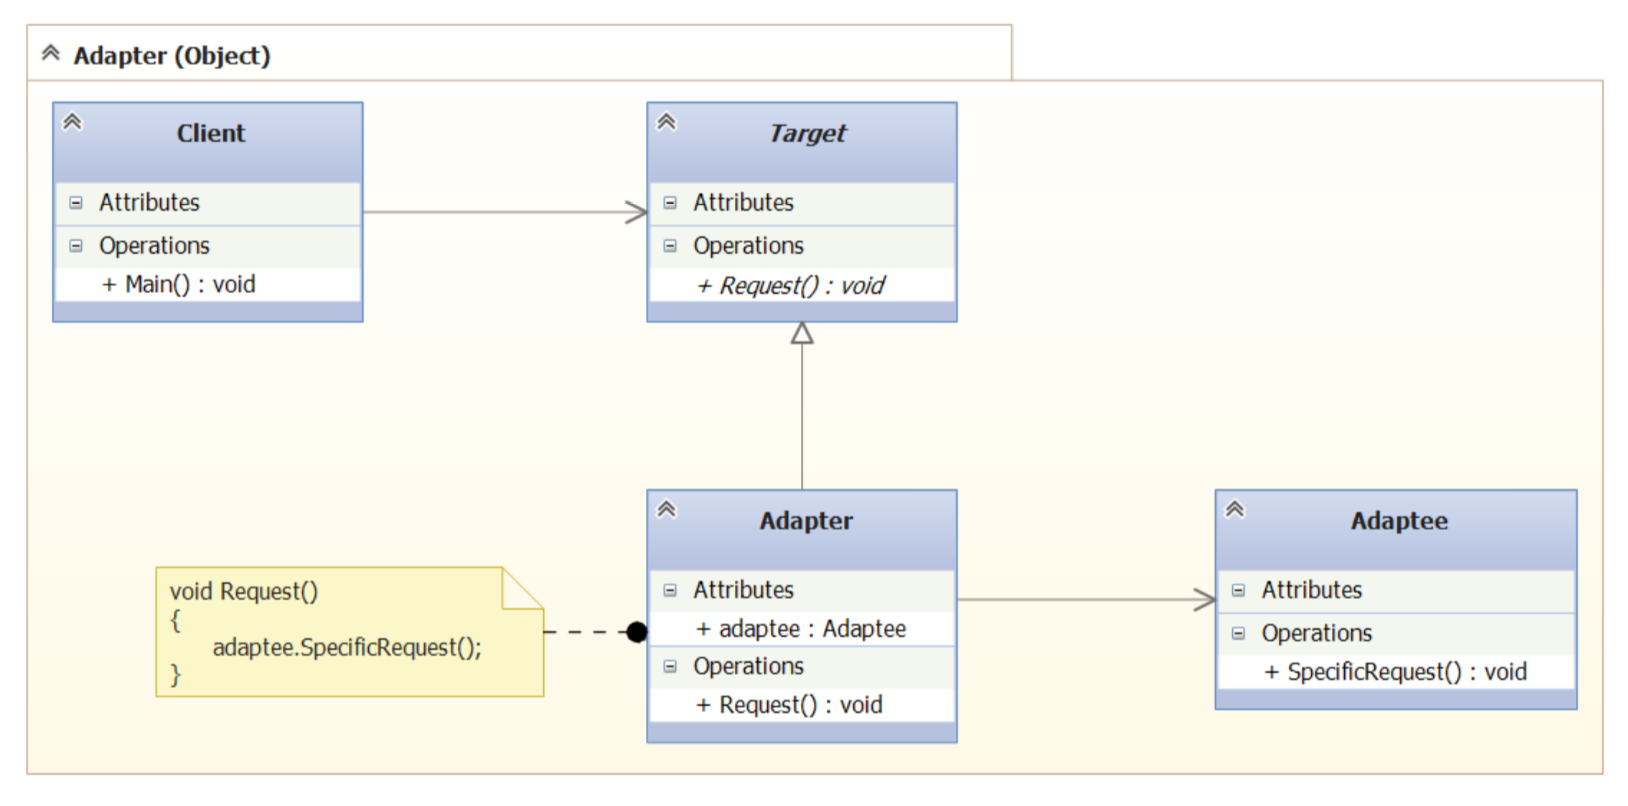 Adapter (Object)
Client
Attributes
Operations
+ Main() : void
Target
Attributes
Operations
+ Request() : void
void Request()
{
adaptee.SpecificRequest();
}
Adapter
Attributes
+ adaptee : Adaptee
Operations
+ Request() : void
Adaptee
Attributes
Operations
+ SpecificRequest() : void